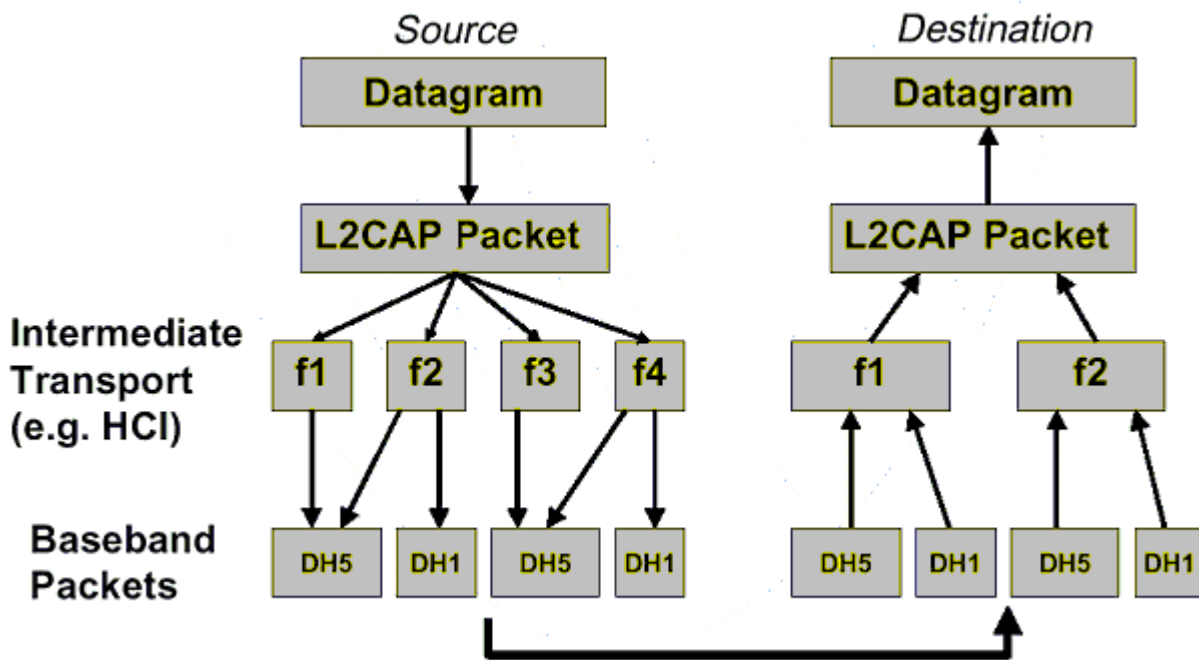 Source
Destination
Datagram
Datagram
L2CAP Packet
L2CAP Packet
Intermediate
Transport
(e.g. HCI)
f1
f2
f3
f4
f1
f2
Baseband
Packets
DH5
DH1
DH5
DH1
DH5
DH1
DH5
DH1